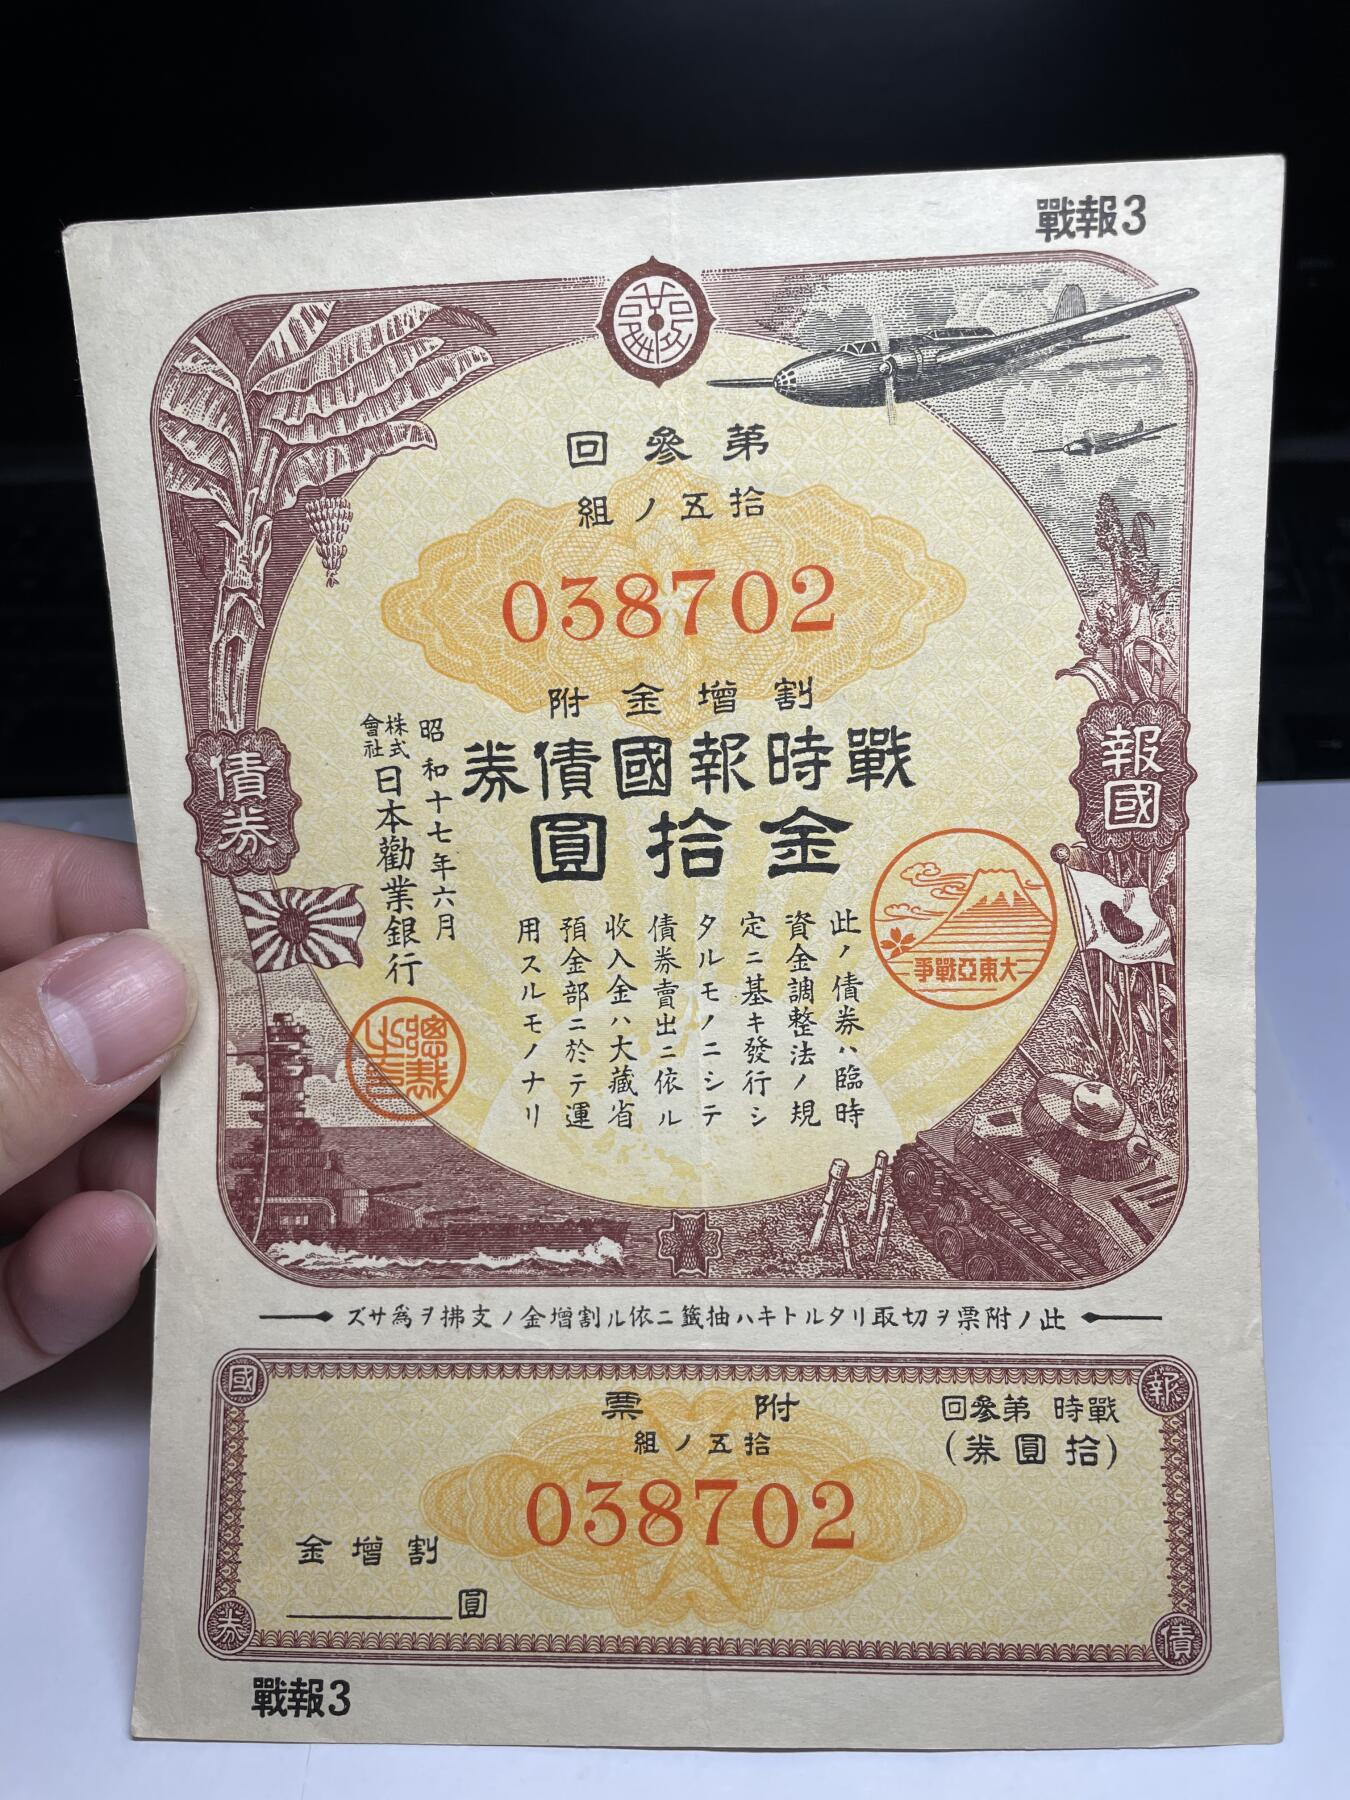 戰報3
第參回
拾五ノ組
038702
割增金附
戰時報國債券
金拾圓
報國
債券
大東亞戰爭
此ノ債券ハ臨時
資金調整法ノ規
定ニ基キ發行シ
タルモノニシテ
債券賣出ニ依ル
收入金ハ大藏省
預金部ニ於テ運
用スルモノナリ
昭和十七年六月
株式會社日本勸業銀行
此ノ附票ヲ切取リタルトキハ抽籤ニ依ル割增金ノ支拂ヲ爲サズ
報
國
債
券
戰時 第參回
(拾圓券)
附票
拾五ノ組
038702
割增金
圓
戰報3